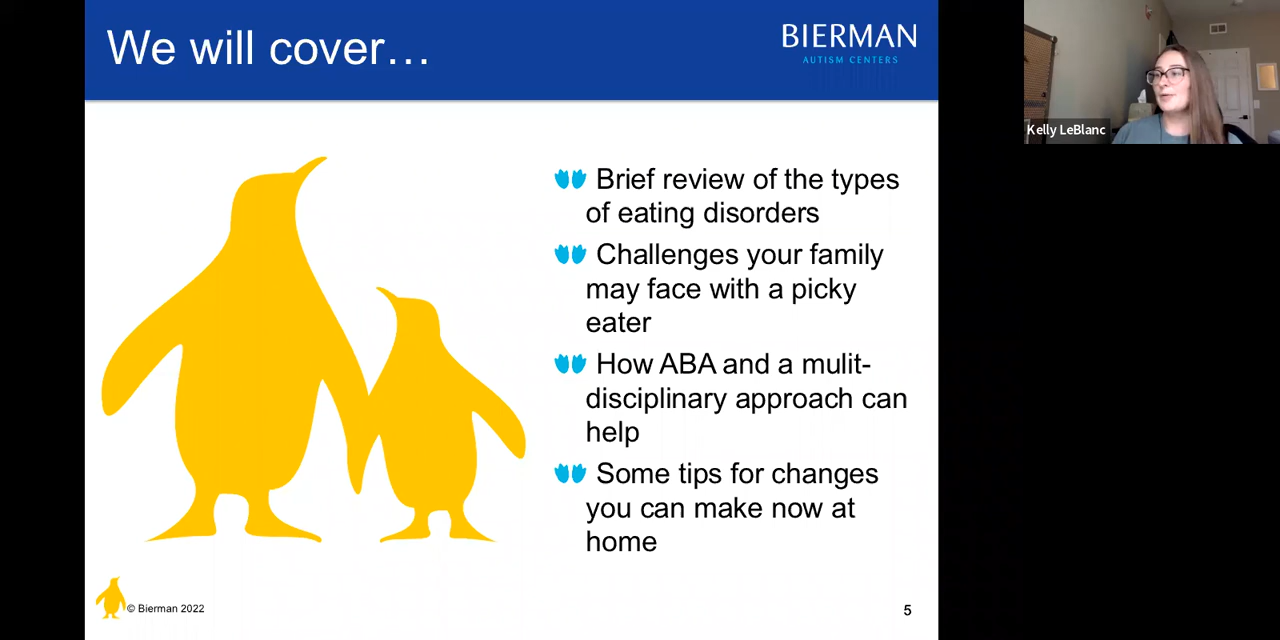 We will cover…
BIERMAN
AUTISM CENTERS
Kelly LeBlanc
Brief review of the types
of eating disorders
Challenges your family
may face with a picky
eater
How ABA and a mulit-
disciplinary approach can
help
Some tips for changes
you can make now at
home
© Bierman 2022
5